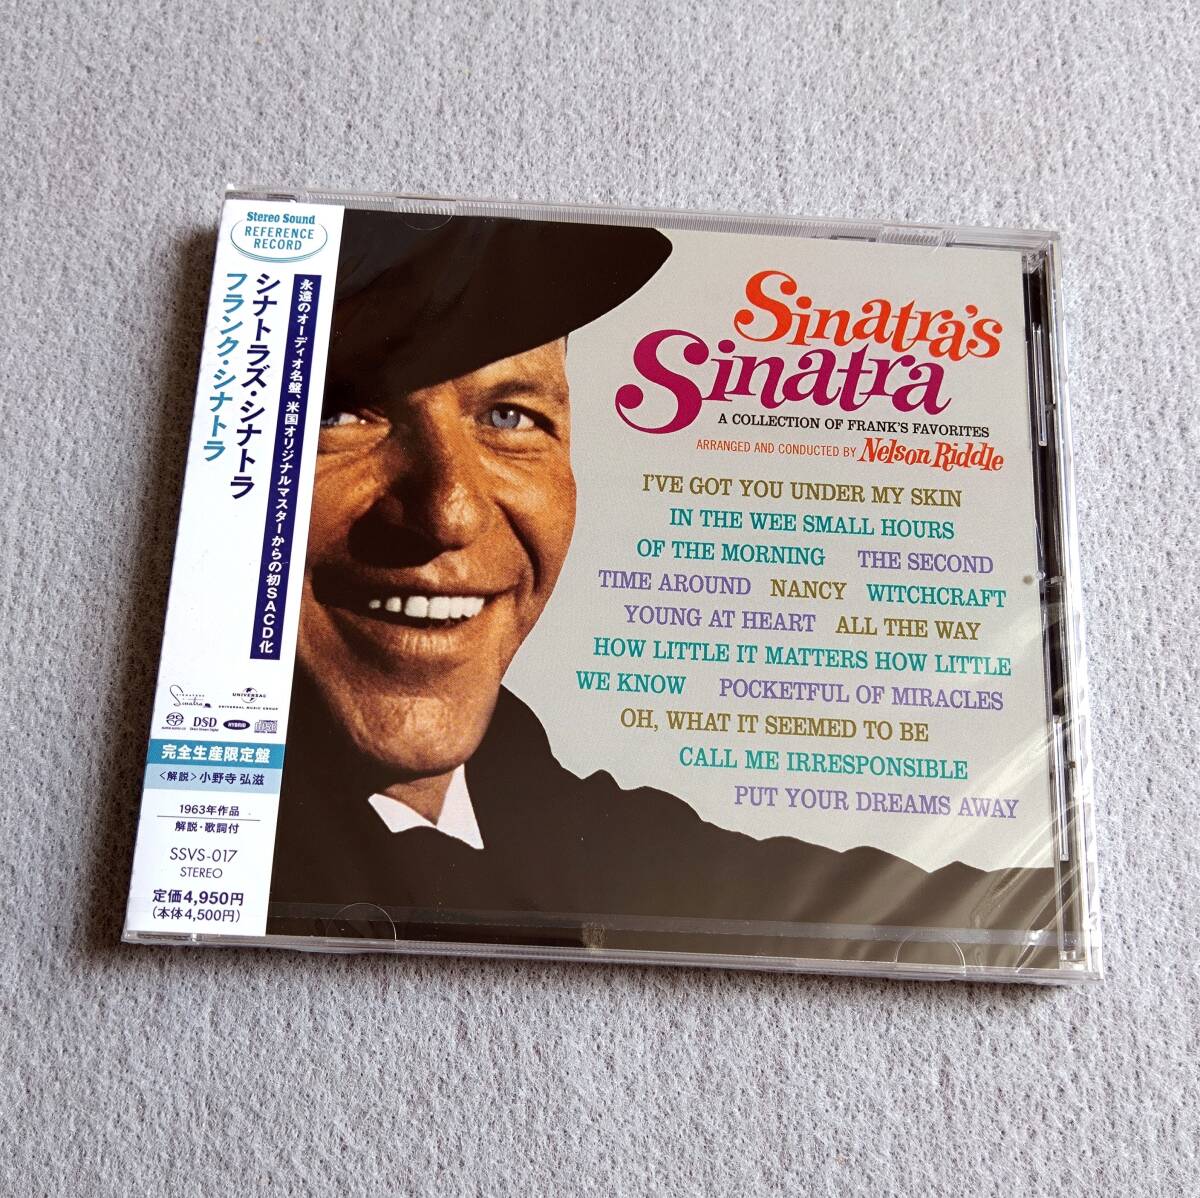 Stereo Sound
REFERENCE
RECORD
シナトラズ・シナトラ
フランク・シナトラ
永遠のオーディオ名盤、米国オリジナルマスターからの初SACD化
Sinatra
UNIVERSAL
UNIVERSAL MUSIC GROUP
SACD
DSD
HYBRID
完全生産限定盤
〈解説〉小野寺 弘滋
1963年作品
解説・歌詞付
SSVS-017
STEREO
定価4,950円
(本体4,500円)
Sinatra's
Sinatra
A COLLECTION OF FRANK'S FAVORITES
ARRANGED AND CONDUCTED BY Nelson Riddle
I'VE GOT YOU UNDER MY SKIN
IN THE WEE SMALL HOURS
OF THE MORNING THE SECOND
TIME AROUND NANCY WITCHCRAFT
YOUNG AT HEART ALL THE WAY
HOW LITTLE IT MATTERS HOW LITTLE
WE KNOW POCKETFUL OF MIRACLES
OH, WHAT IT SEEMED TO BE
CALL ME IRRESPONSIBLE
PUT YOUR DREAMS AWAY